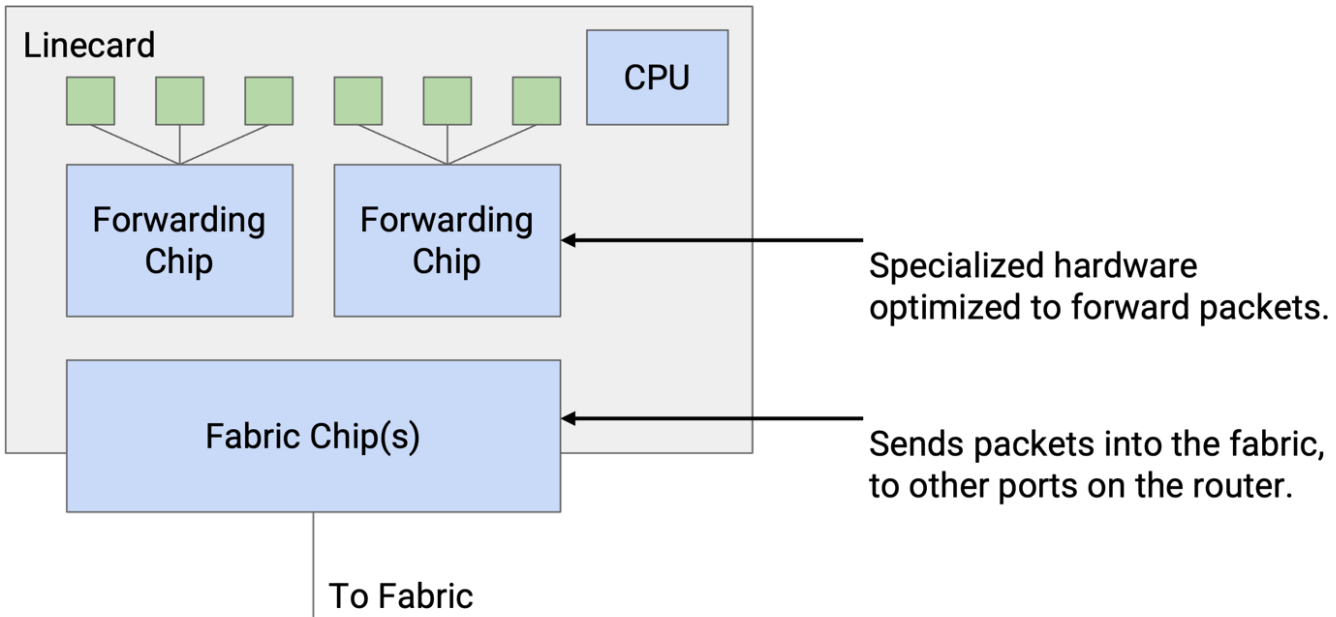 Linecard
CPU
Forwarding
Chip
Forwarding
Chip
Specialized hardware
optimized to forward packets.
Fabric Chip(s)
Sends packets into the fabric,
to other ports on the router.
To Fabric